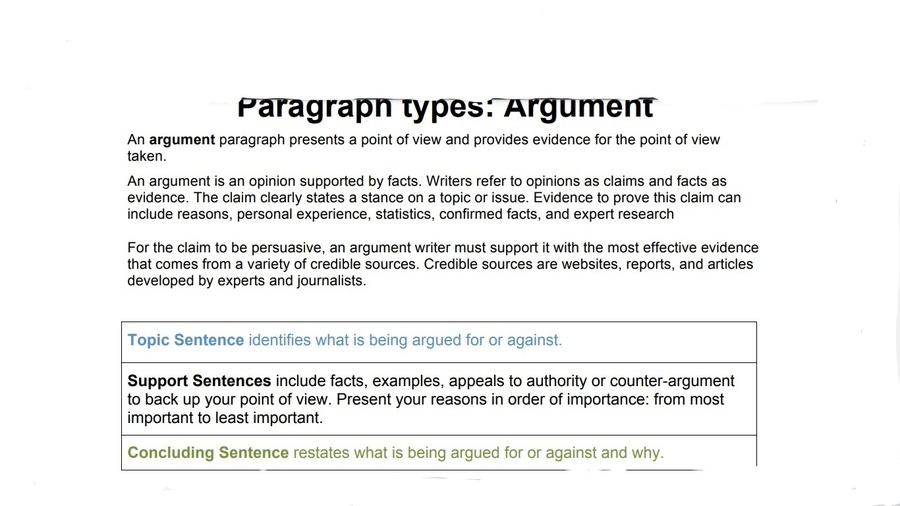 Paragraph types: Argument
An argument paragraph presents a point of view and provides evidence for the point of view
taken.
An argument is an opinion supported by facts. Writers refer to opinions as claims and facts as
evidence. The claim clearly states a stance on a topic or issue. Evidence to prove this claim can
include reasons, personal experience, statistics, confirmed facts, and expert research
For the claim to be persuasive, an argument writer must support it with the most effective evidence
that comes from a variety of credible sources. Credible sources are websites, reports, and articles
developed by experts and journalists.
Topic Sentence identifies what is being argued for or against.
Support Sentences include facts, examples, appeals to authority or counter-argument
to back up your point of view. Present your reasons in order of importance: from most
important to least important.
Concluding Sentence restates what is being argued for or against and why.